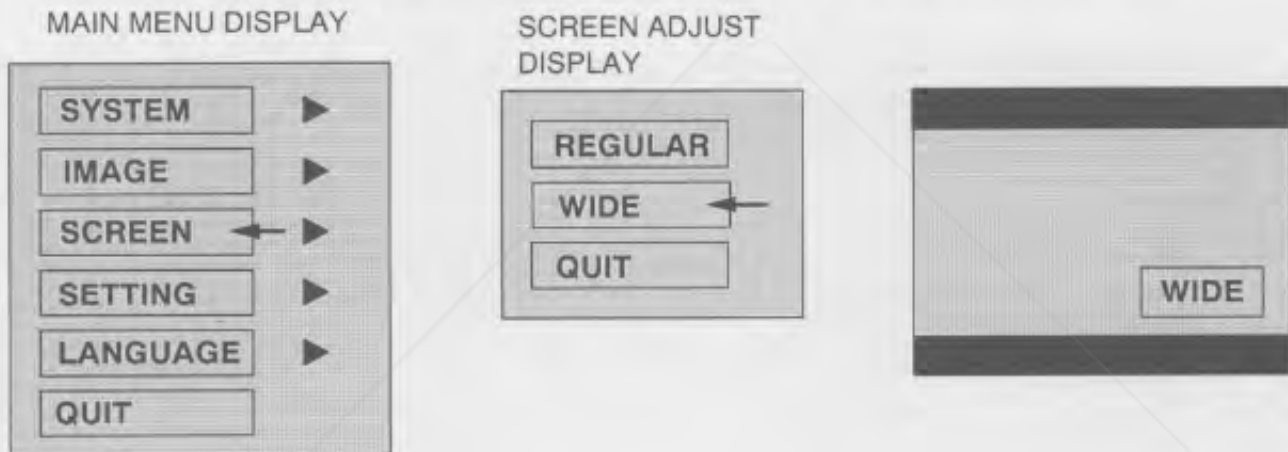 MAIN MENU DISPLAY
SYSTEM
IMAGE
SCREEN
SETTING
LANGUAGE
QUIT
SCREEN ADJUST
DISPLAY
REGULAR
WIDE
QUIT
WIDE